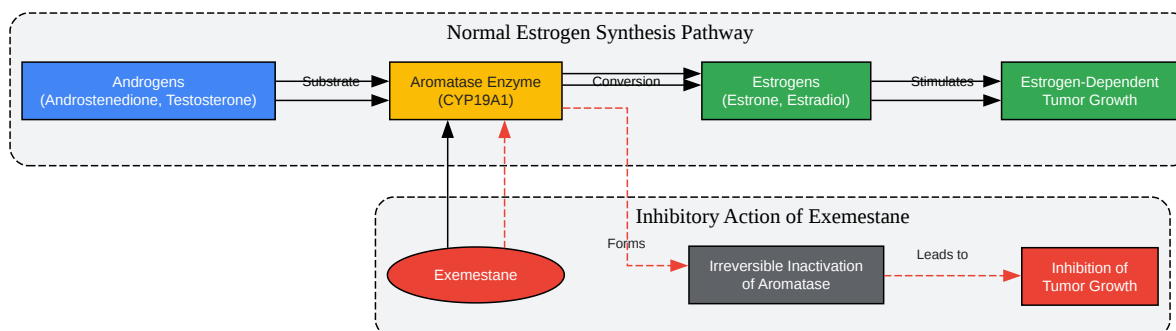 Normal Estrogen Synthesis Pathway
Androgens
(Androstenedione, Testosterone)
Substrate
Aromatase Enzyme
(CYP19A1)
Conversion
Estrogens
(Estrone, Estradiol)
Stimulates
Estrogen-Dependent
Tumor Growth
Inhibitory Action of Exemestane
Exemestane
Forms
Irreversible Inactivation
of Aromatase
Leads to
Inhibition of
Tumor Growth